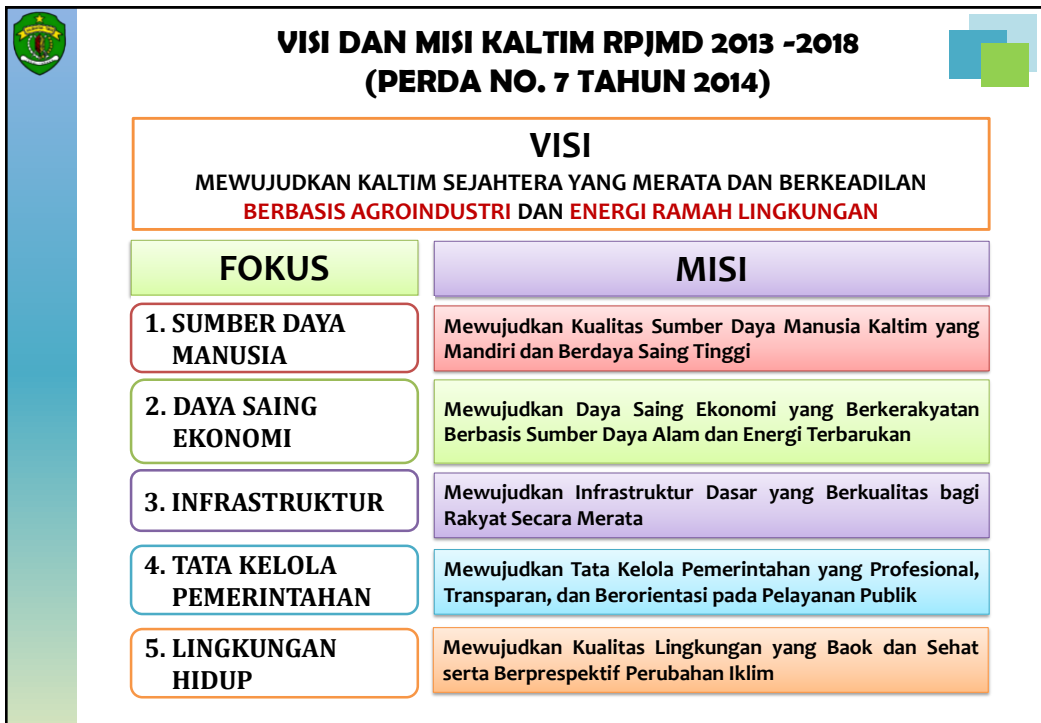 VISI DAN MISI KALTIM RPJMD 2013 -2018
(PERDA NO. 7 TAHUN 2014)
VISI
MEWUJUDKAN KALTIM SEJAHTERA YANG MERATA DAN BERKEADILAN
BERBASIS AGROINDUSTRI DAN ENERGI RAMAH LINGKUNGAN
FOKUS
MISI
1. SUMBER DAYA
MANUSIA
Mewujudkan Kualitas Sumber Daya Manusia Kaltim yang
Mandiri dan Berdaya Saing Tinggi
2. DAYA SAING
EKONOMI
Mewujudkan Daya Saing Ekonomi yang Berkerakyatan
Berbasis Sumber Daya Alam dan Energi Terbarukan
3. INFRASTRUKTUR
Mewujudkan Infrastruktur Dasar yang Berkualitas bagi
Rakyat Secara Merata
4. TATA KELOLA
PEMERINTAHAN
Mewujudkan Tata Kelola Pemerintahan yang Profesional,
Transparan, dan Berorientasi pada Pelayanan Publik
5. LINGKUNGAN
HIDUP
Mewujudkan Kualitas Lingkungan yang Baok dan Sehat
serta Berprespektif Perubahan Iklim